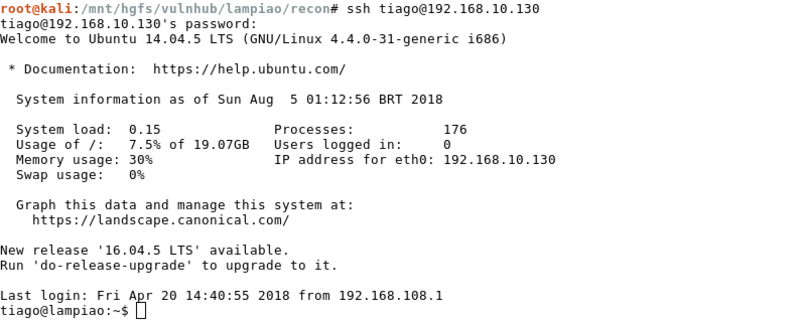 root@kali:/mnt/hgfs/vulnhub/lampiao/recon# ssh tiago@192.168.10.130
tiago@192.168.10.130's password:
Welcome to Ubuntu 14.04.5 LTS (GNU/Linux 4.4.0-31-generic i686)
* Documentation:  https://help.ubuntu.com/
System information as of Sun Aug  5 01:12:56 BRT 2018
System load:  0.15              Processes:           176
Usage of /:   7.5% of 19.07GB   Users logged in:     0
Memory usage: 30%               IP address for eth0: 192.168.10.130
Swap usage:   0%
Graph this data and manage this system at:
https://landscape.canonical.com/
New release '16.04.5 LTS' available.
Run 'do-release-upgrade' to upgrade to it.
Last login: Fri Apr 20 14:40:55 2018 from 192.168.108.1
tiago@lampiao:~$